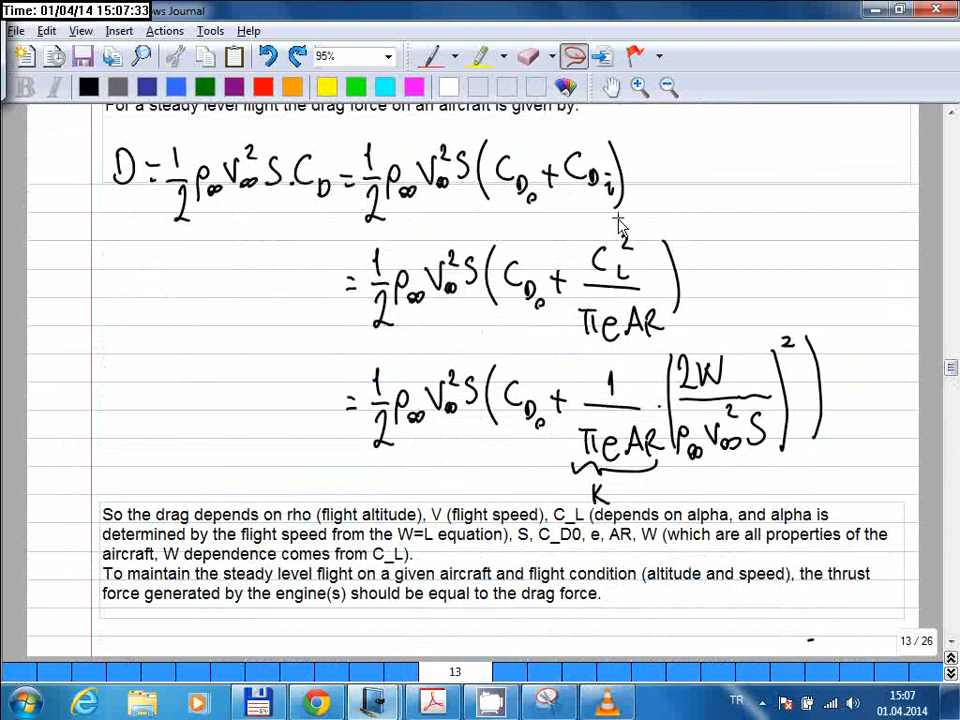 Time: 01/04/14 15:07:33 ows Journal
File Edit View Insert Actions Tools Help
95%
For a steady level flight the drag force on an aircraft is given by:
D = 1/2 ρ∞ V∞² S . C_D = 1/2 ρ∞ V∞² S ( C_D₀ + C_Di )
= 1/2 ρ∞ V∞² S ( C_D₀ + C_L² / πeAR )
= 1/2 ρ∞ V∞² S ( C_D₀ + 1 / πeAR . ( 2W / ρ∞ V∞² S )² )
K
So the drag depends on rho (flight altitude), V (flight speed), C_L (depends on alpha, and alpha is
determined by the flight speed from the W=L equation), S, C_D0, e, AR, W (which are all properties of the
aircraft, W dependence comes from C_L).
To maintain the steady level flight on a given aircraft and flight condition (altitude and speed), the thrust
force generated by the engine(s) should be equal to the drag force.
13 / 26
13
TR
15:07
01.04.2014